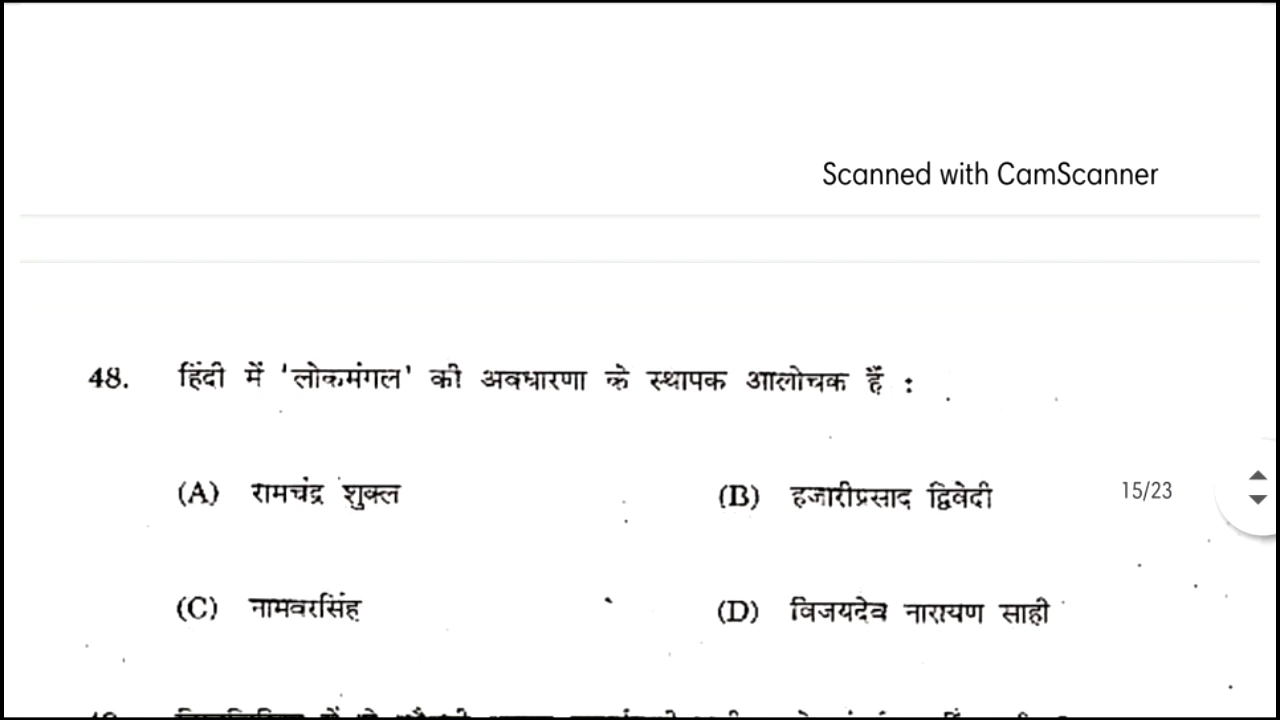 Scanned with CamScanner
48. हिंदी में 'लोकमंगल' की अवधारणा के स्थापक आलोचक हैं :
(A) रामचंद्र शुक्ल (B) हजारीप्रसाद द्विवेदी
15/23
(C) नामवरसिंह (D) विजयदेव नारायण साही